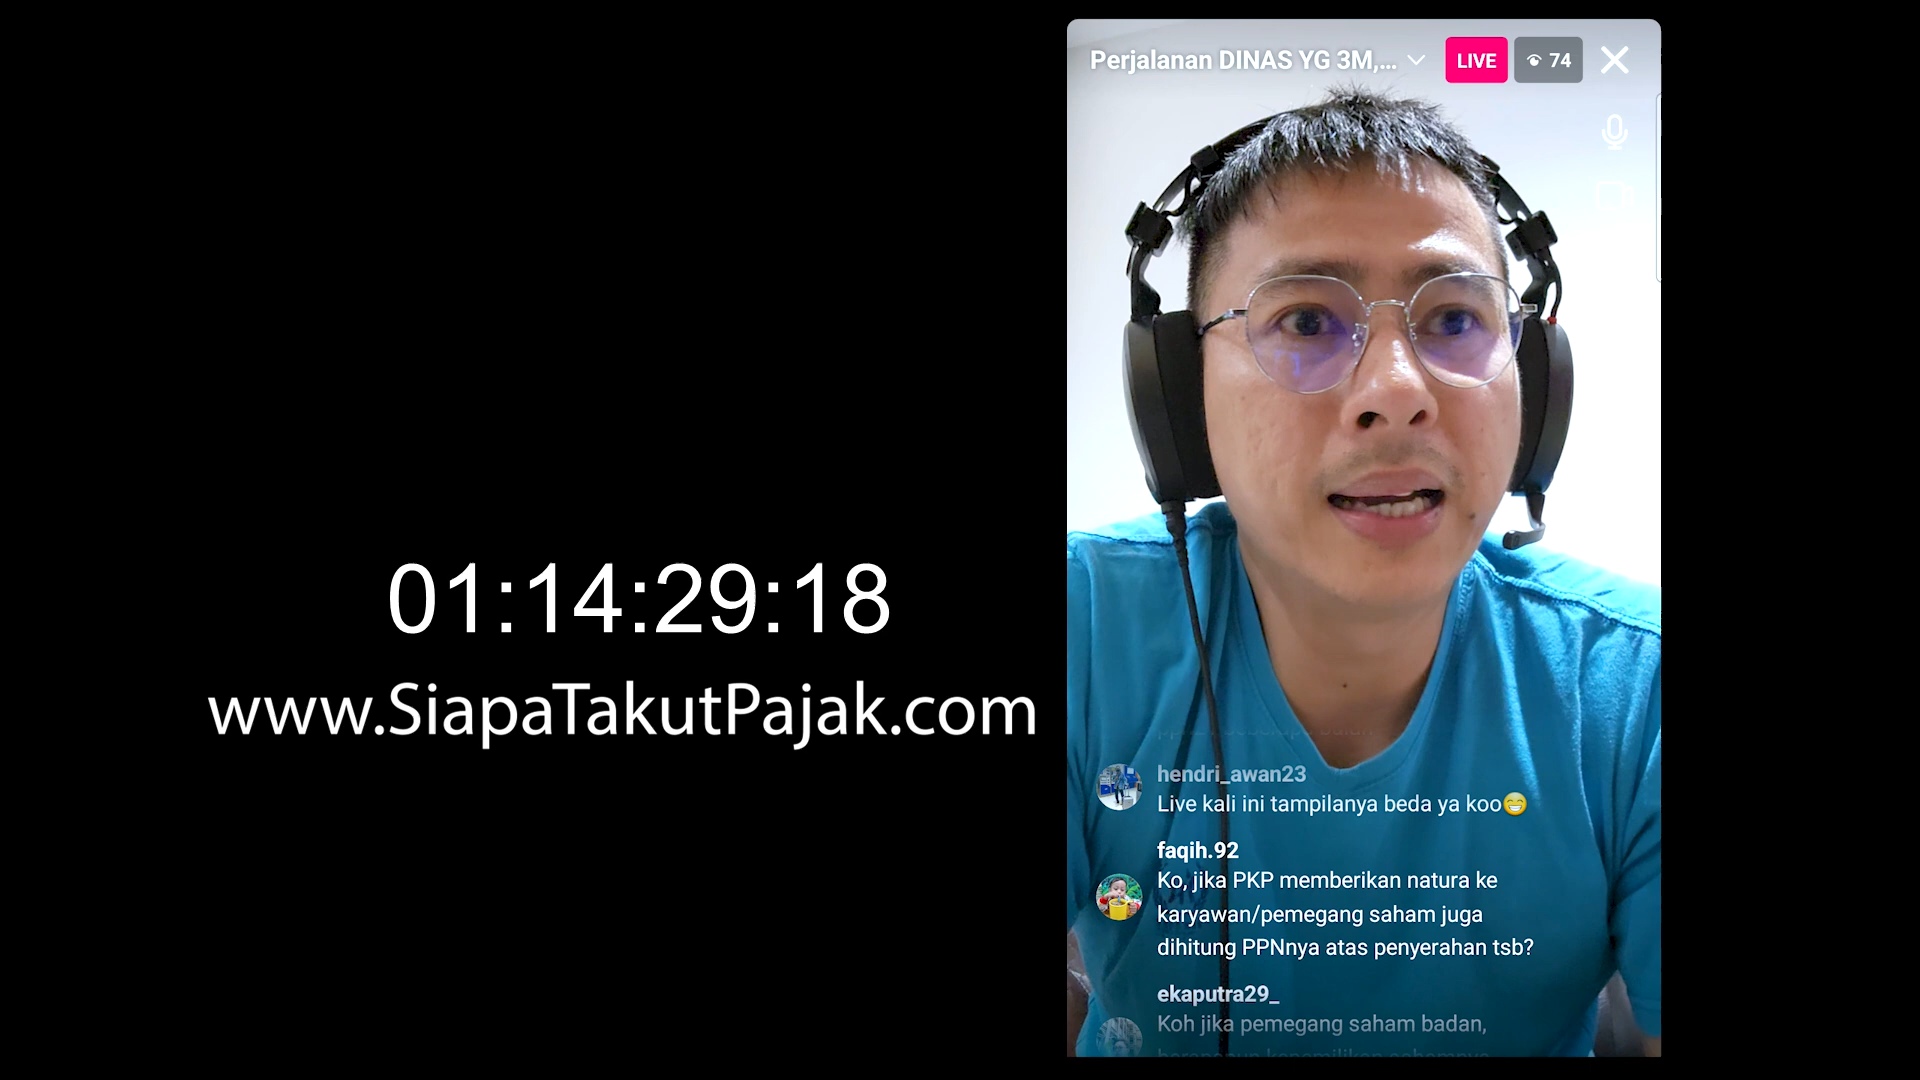 Perjalanan DINAS YG 3M,...
LIVE
74
01:14:29:18
www.SiapaTakutPajak.com
hendri_awan23
Live kali ini tampilanya beda ya koo😁
faqih.92
Ko, jika PKP memberikan natura ke
karyawan/pemegang saham juga
dihitung PPNnya atas penyerahan tsb?
ekaputra29_
Koh jika pemegang saham badan,